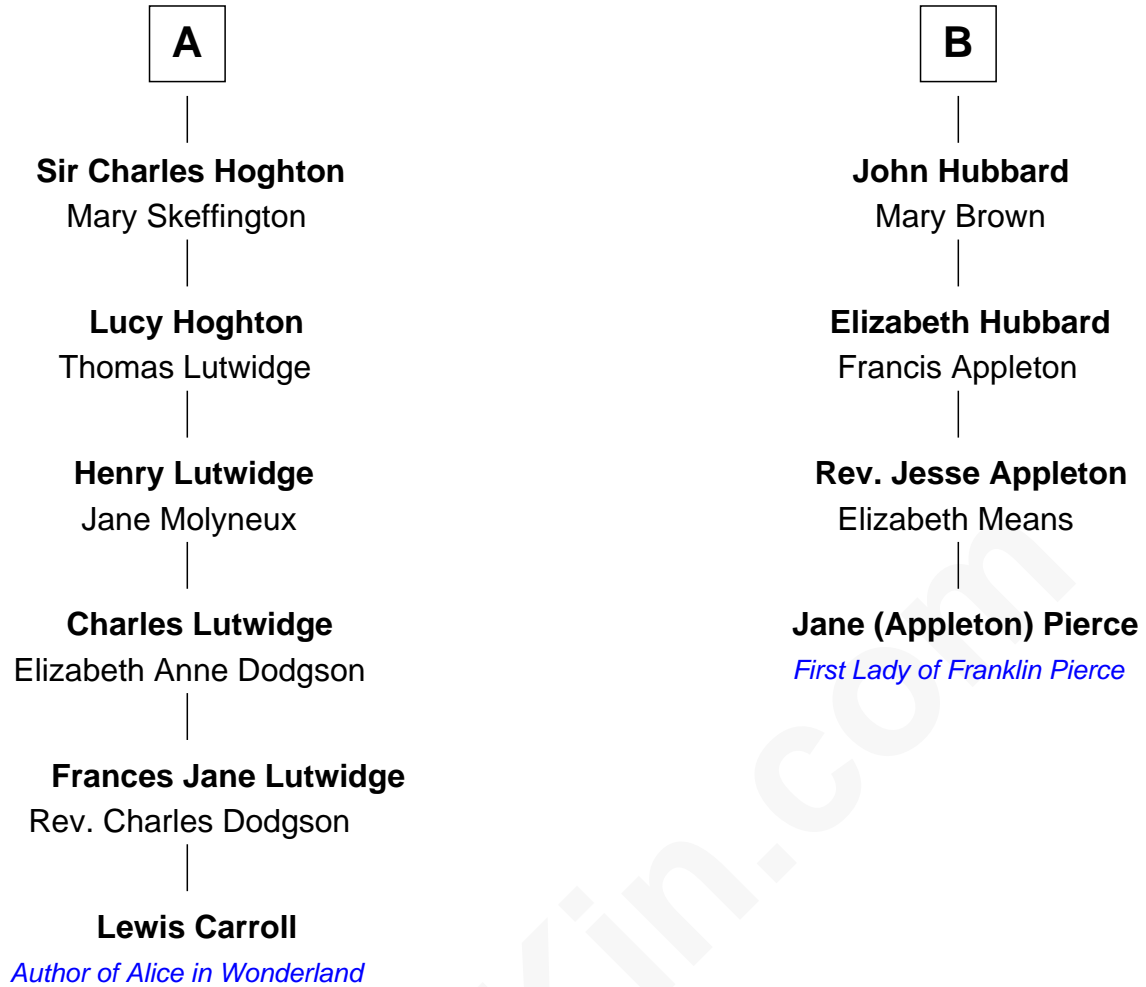 A
Sir Charles Hoghton
Mary Skeffington
Lucy Hoghton
Thomas Lutwidge
Henry Lutwidge
Jane Molyneux
Charles Lutwidge
Elizabeth Anne Dodgson
Frances Jane Lutwidge
Rev. Charles Dodgson
Lewis Carroll
Author of Alice in Wonderland
B
John Hubbard
Mary Brown
Elizabeth Hubbard
Francis Appleton
Rev. Jesse Appleton
Elizabeth Means
Jane (Appleton) Pierce
First Lady of Franklin Pierce
Kin.com